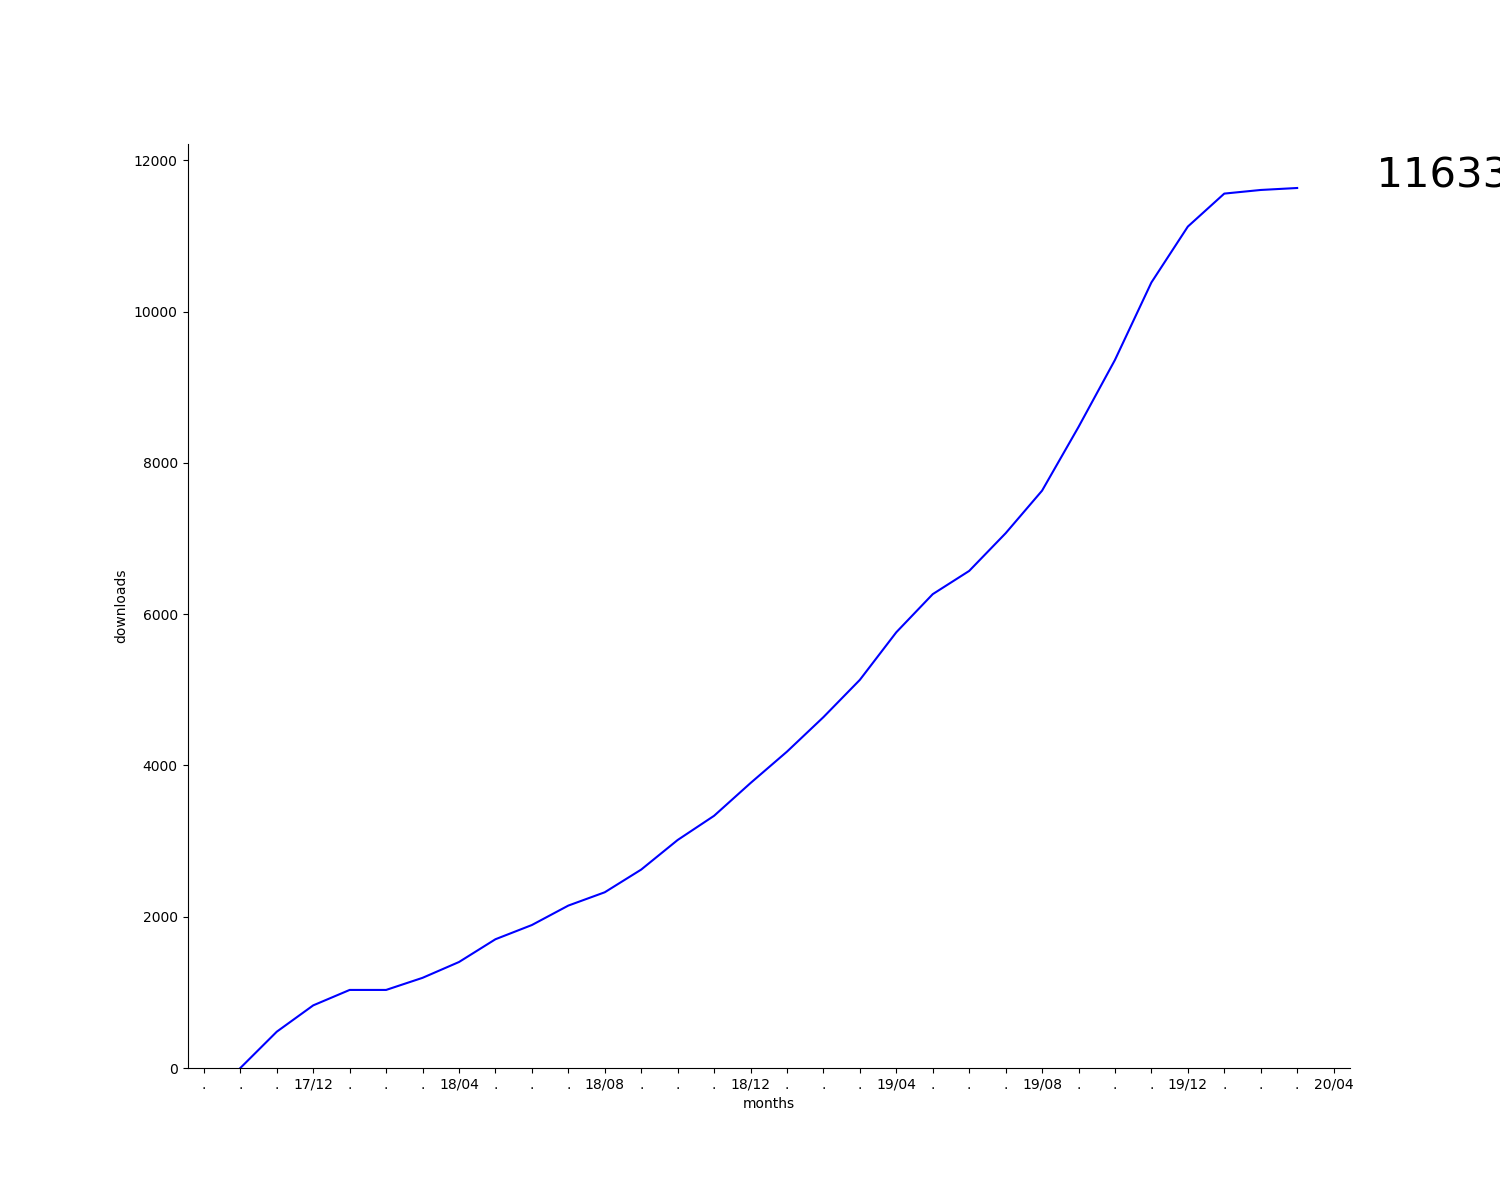 12000
11633
10000
8000
6000
downloads
4000
2000
0
. . . 17/12 . . . 18/04 . . . 18/08 . . . 18/12 . . . 19/04 . . . 19/08 . . . 19/12 . . . 20/04
months